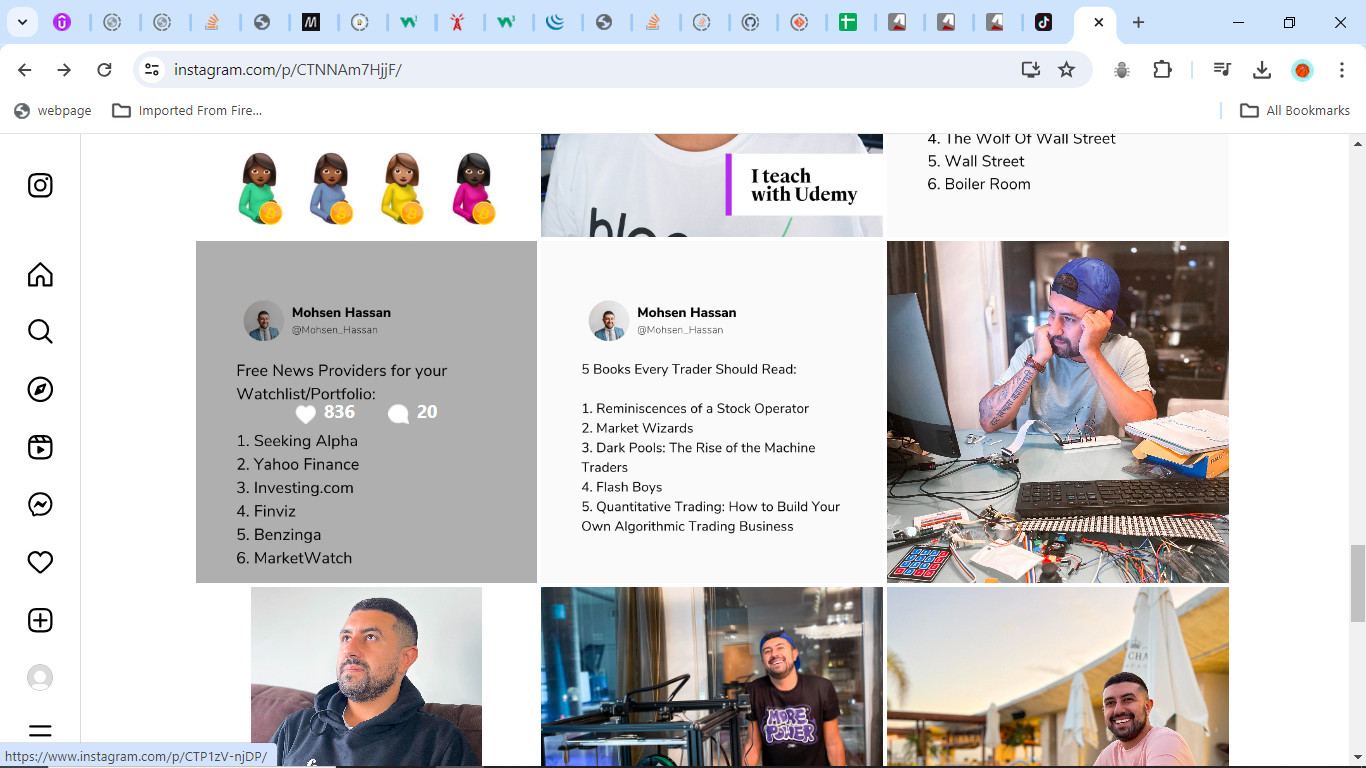 instagram.com/p/CTNNAm7HjjF/
webpage
Imported From Fire...
All Bookmarks
I teach
with Udemy
4. The Wolf Of Wall Street
5. Wall Street
6. Boiler Room
Mohsen Hassan
@Mohsen_Hassan
Free News Providers for your
Watchlist/Portfolio:
836
20
1. Seeking Alpha
2. Yahoo Finance
3. Investing.com
4. Finviz
5. Benzinga
6. MarketWatch
Mohsen Hassan
@Mohsen_Hassan
5 Books Every Trader Should Read:
1. Reminiscences of a Stock Operator
2. Market Wizards
3. Dark Pools: The Rise of the Machine
Traders
4. Flash Boys
5. Quantitative Trading: How to Build Your
Own Algorithmic Trading Business
MORE
POWER
https://www.instagram.com/p/CTP1zV-njDP/